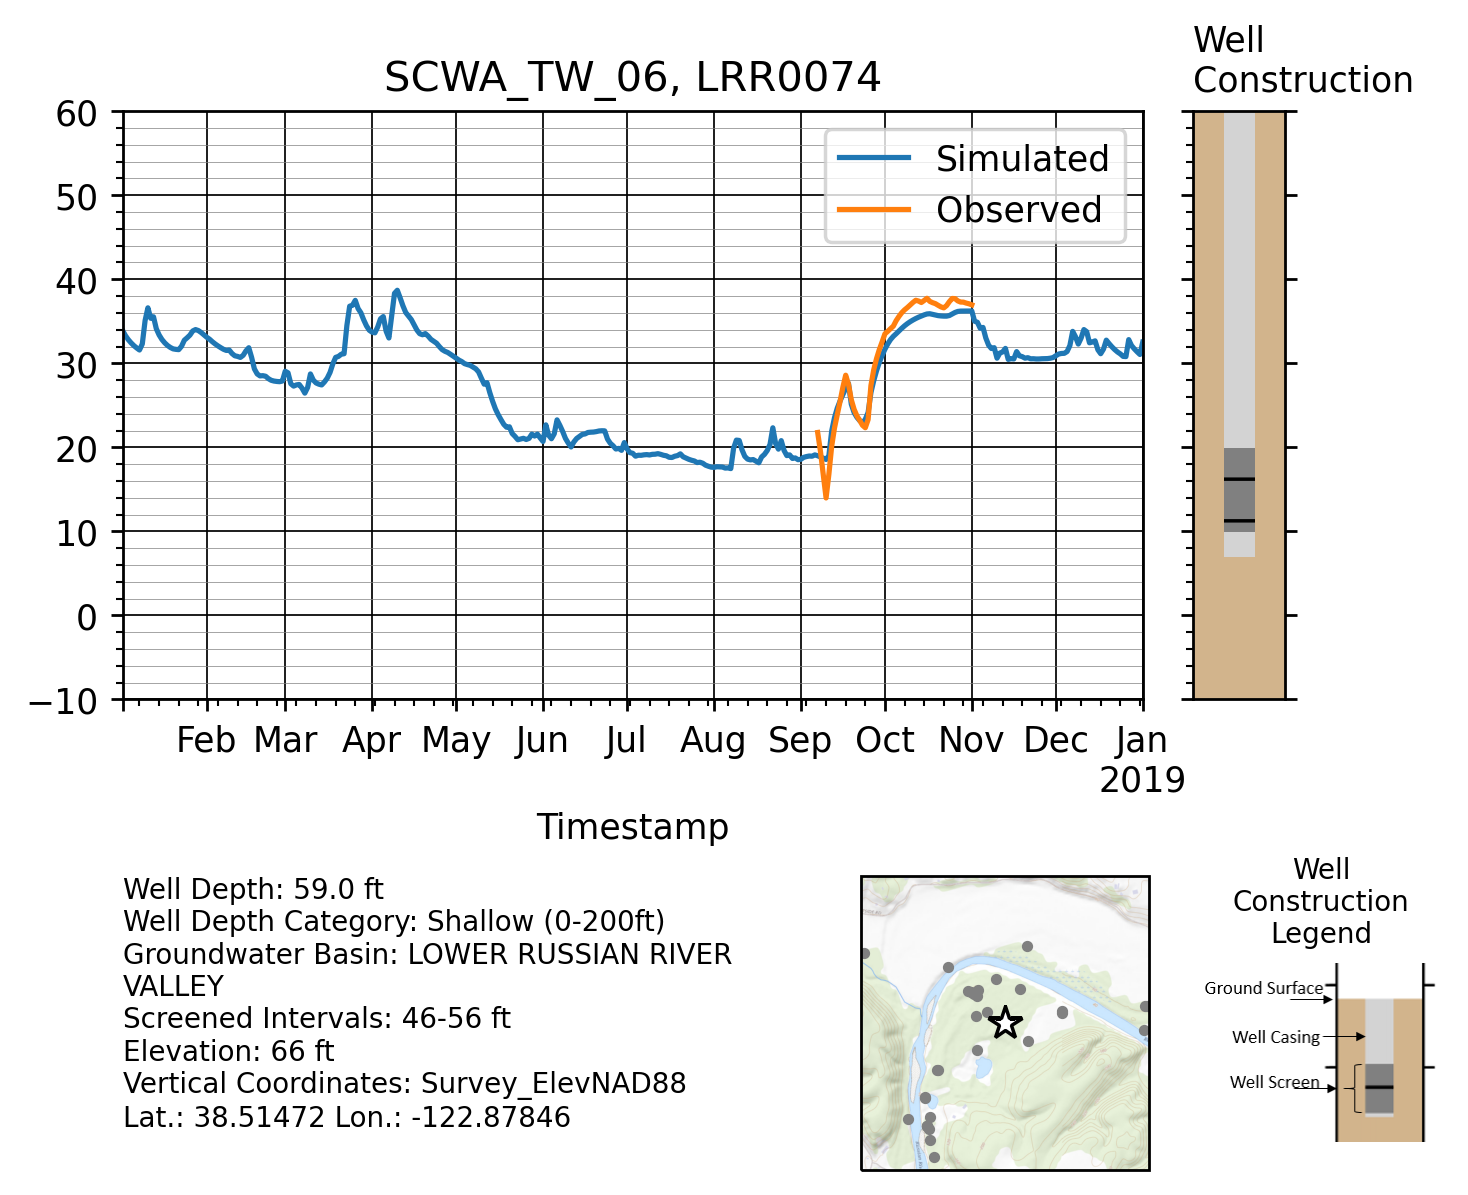 Well
Construction
SCWA_TW_06, LRR0074
60
50
40
30
20
10
0
−10
Simulated
Observed
Feb Mar Apr May Jun Jul Aug Sep Oct Nov Dec Jan
2019
Timestamp
Well Depth: 59.0 ft
Well Depth Category: Shallow (0-200ft)
Groundwater Basin: LOWER RUSSIAN RIVER
VALLEY
Screened Intervals: 46-56 ft
Elevation: 66 ft
Vertical Coordinates: Survey_ElevNAD88
Lat.: 38.51472 Lon.: -122.87846
Well
Construction
Legend
Ground Surface
Well Casing
Well Screen